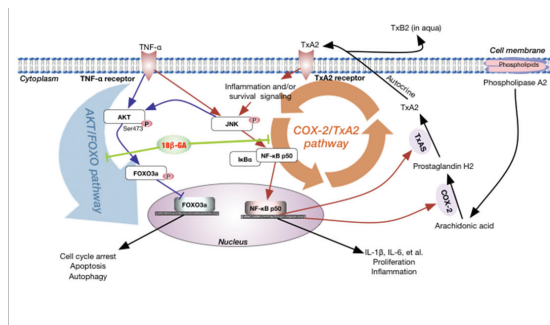 TxB2 (in aqua)
TNF-α
TxA2
Cell membrane
Phospholipids
Cytoplasm
TNF-α receptor
TxA2 receptor
Phospholipase A2
Inflammation and/or
survival signaling
Autocrine
AKT
P
Ser473
JNK
P
COX-2/TxA2
pathway
TxA2
AKT/FOXO pathway
18β-GA
TxAS
IκBα
NF-κB p50
Prostaglandin H2
FOXO3a
P
COX-2
FOXO3a
NF-κB p50
Arachidonic acid
Nucleus
Cell cycle arrest
Apoptosis
Autophagy
IL-1β, IL-6, et al.
Proliferation
Inflammation